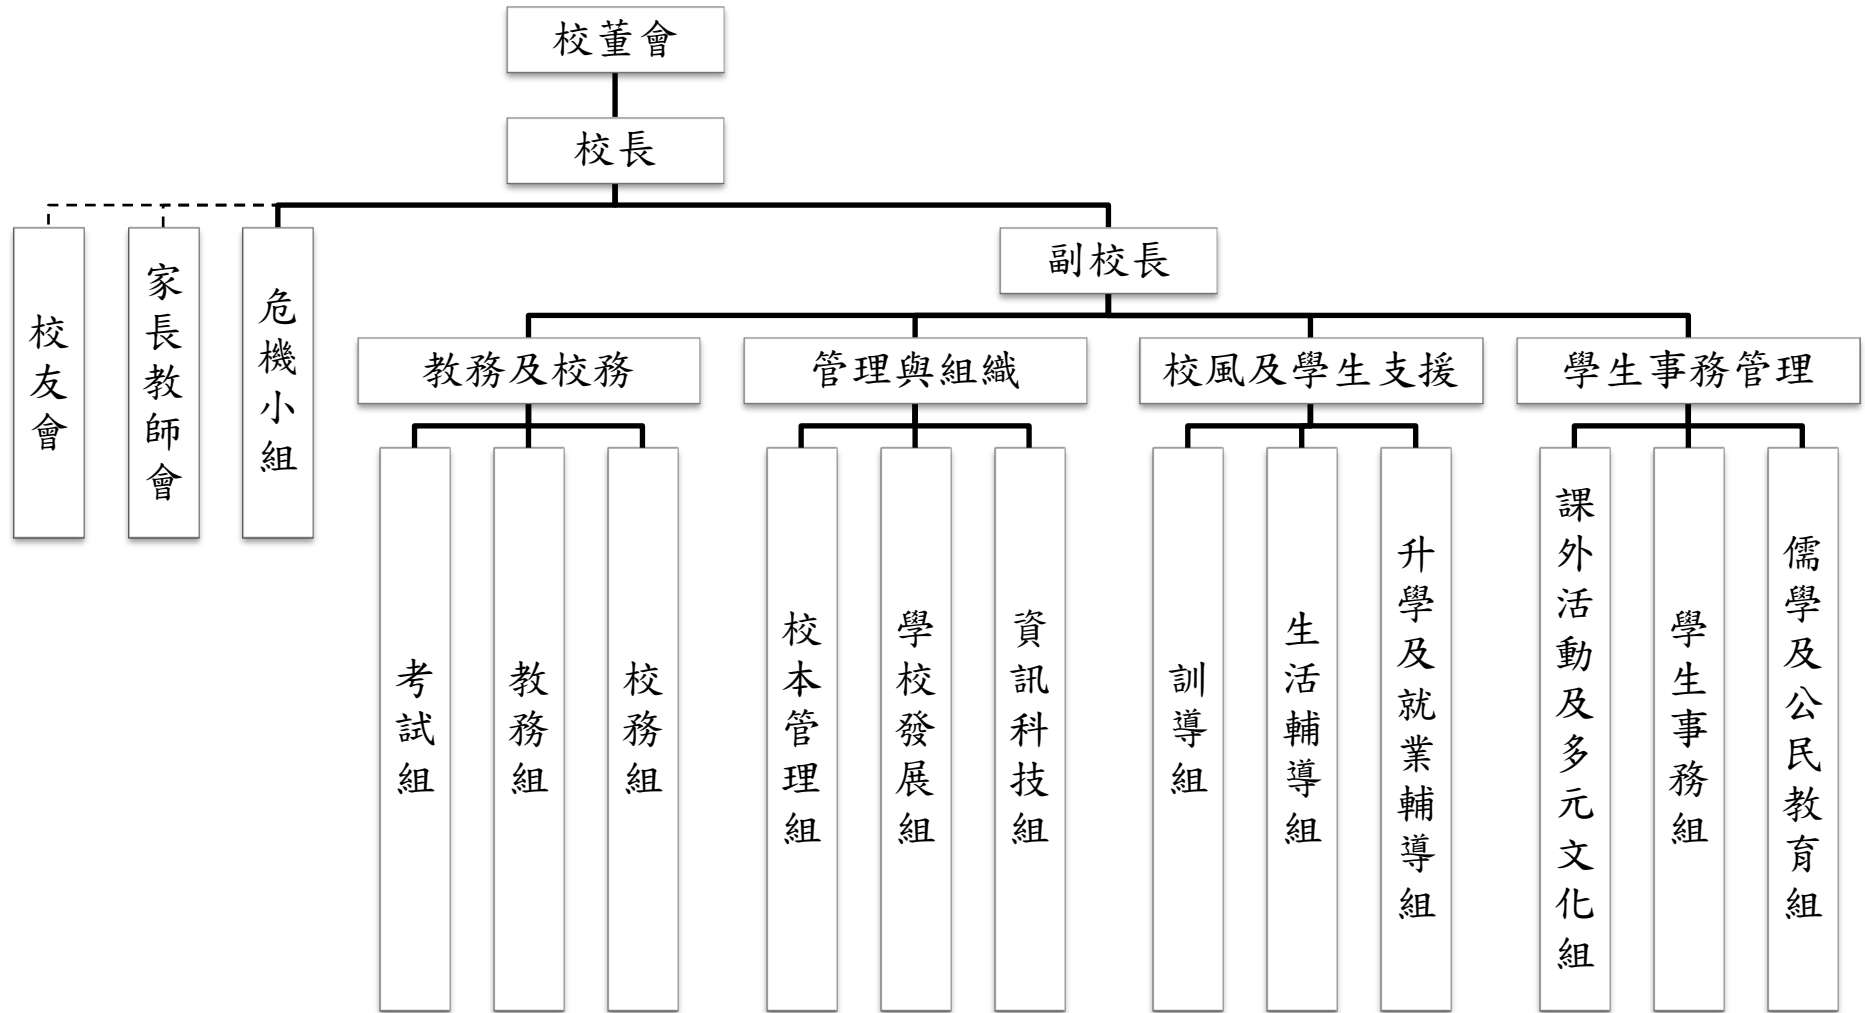 校董會
校長
副校長
校友會
家長教師會
危機小組
教務及校務
管理與組織
校風及學生支援
學生事務管理
考試組
教務組
校務組
校本管理組
學校發展組
資訊科技組
訓導組
生活輔導組
升學及就業輔導組
課外活動及多元文化組
學生事務組
儒學及公民教育組